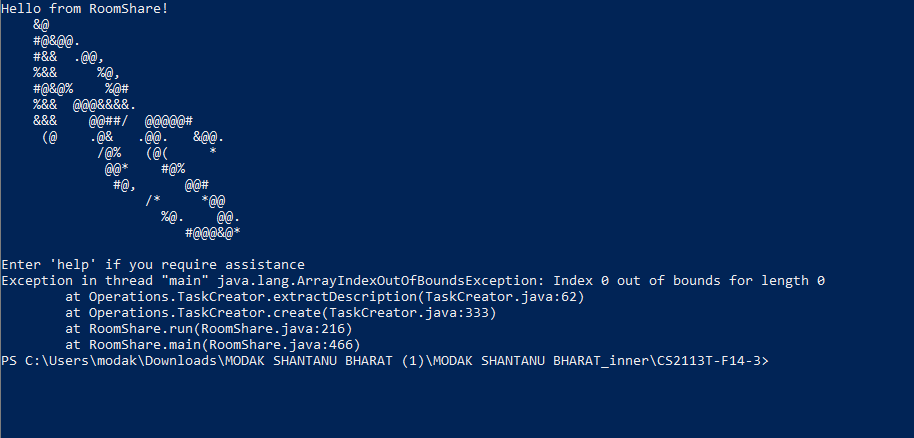 Hello from RoomShare!
    &@
    #@&@@.
    #&&  .@@,
    %&&     %@,
    #@&@%    %@#
    %&&  @@@&&&&.
    &&&    @@##/  @@@@@#
     (@    .@&   .@@.   &@@.
            /@%   (@(     *
             @@*    #@%
              #@,      @@#
                  /*     *@@
                    %@.    @@.
                       #@@@&@*
Enter 'help' if you require assistance
Exception in thread "main" java.lang.ArrayIndexOutOfBoundsException: Index 0 out of bounds for length 0
        at Operations.TaskCreator.extractDescription(TaskCreator.java:62)
        at Operations.TaskCreator.create(TaskCreator.java:333)
        at RoomShare.run(RoomShare.java:216)
        at RoomShare.main(RoomShare.java:466)
PS C:\Users\modak\Downloads\MODAK SHANTANU BHARAT (1)\MODAK SHANTANU BHARAT_inner\CS2113T-F14-3>